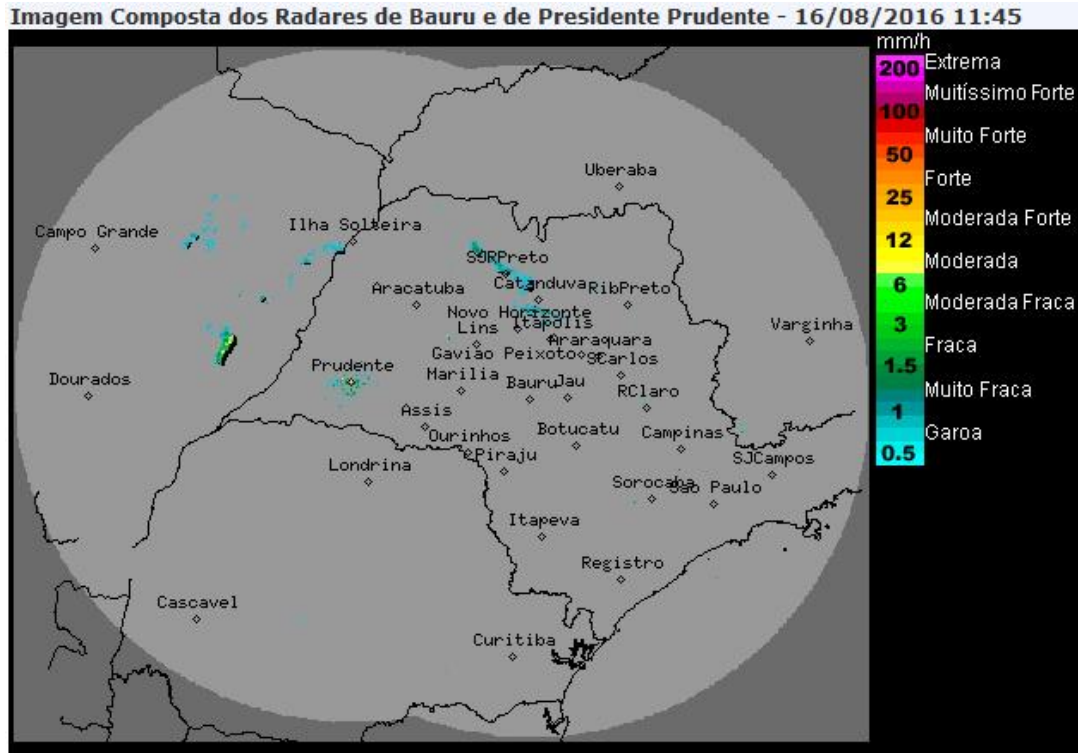 Imagem Composta dos Radares de Bauru e de Presidente Prudente - 16/08/2016 11:45
mm/h
200 Extrema
Muitíssimo Forte
100
Muito Forte
50
Forte
25
Moderada Forte
12
Moderada
6
Moderada Fraca
3
Fraca
1.5
Muito Fraca
1
Garoa
0.5
Uberaba
Campo Grande
Ilha Solteira
SJRPreto
Catanduva
Aracatuba
RibPreto
Novo Horizonte
Lins
Itapolis
Varginha
Araraquara
Gavião Peixoto
SCarlos
Prudente
Dourados
Marilia
Bauru
Jau
RClaro
Assis
Ourinhos
Botucatu
Campinas
Piraju
Londrina
SJCampos
Sorocaba
Sao Paulo
Itapeva
Registro
Cascavel
Curitiba